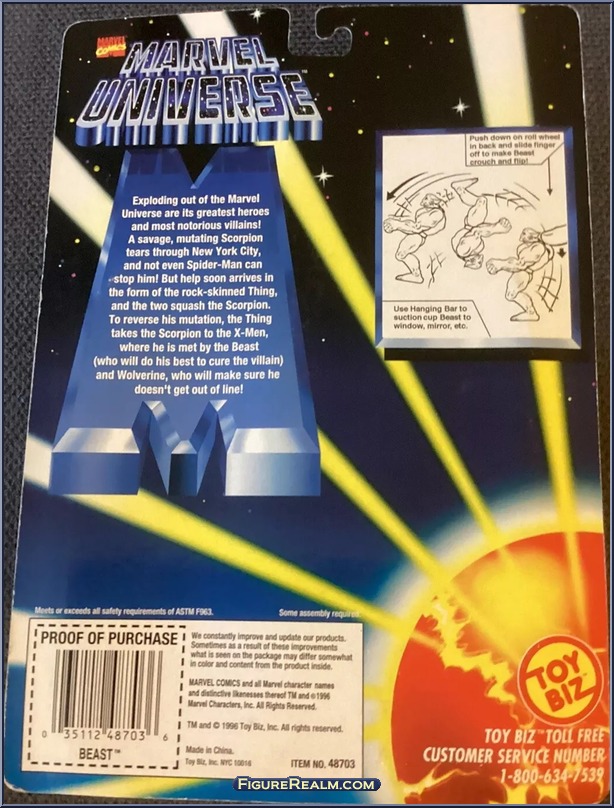 MARVEL
COMICS
MARVEL
UNIVERSE™
Exploding out of the Marvel
Universe are its greatest heroes
and most notorious villains!
A savage, mutating Scorpion
tears through New York City,
and not even Spider-Man can
stop him! But help soon arrives in
the form of the rock-skinned Thing,
and the two squash the Scorpion.
To reverse his mutation, the Thing
takes the Scorpion to the X-Men,
where he is met by the Beast
(who will do his best to cure the villain)
and Wolverine, who will make sure he
doesn't get out of line!
Push down on roll wheel
in back and slide finger
off to make Beast
crouch and flip!
Use Hanging Bar to
suction cup Beast to
window, mirror, etc.
Meets or exceeds all safety requirements of ASTM F963.
Some assembly required.
PROOF OF PURCHASE
0 35112 48703 6
BEAST™
We constantly improve and update our products.
Sometimes as a result of these improvements
what is seen on the package may differ somewhat
in color and content from the product inside.
MARVEL COMICS and all Marvel character names
and distinctive likenesses thereof TM and © 1996
Marvel Characters, Inc. All Rights Reserved.
TM and © 1996 Toy Biz, Inc. All rights reserved.
Made in China.
Toy Biz, Inc. NYC 10016
ITEM NO. 48703
TOY
BIZ
TOY BIZ™ TOLL FREE
CUSTOMER SERVICE NUMBER
1-800-634-7539
FIGUREREALM.COM